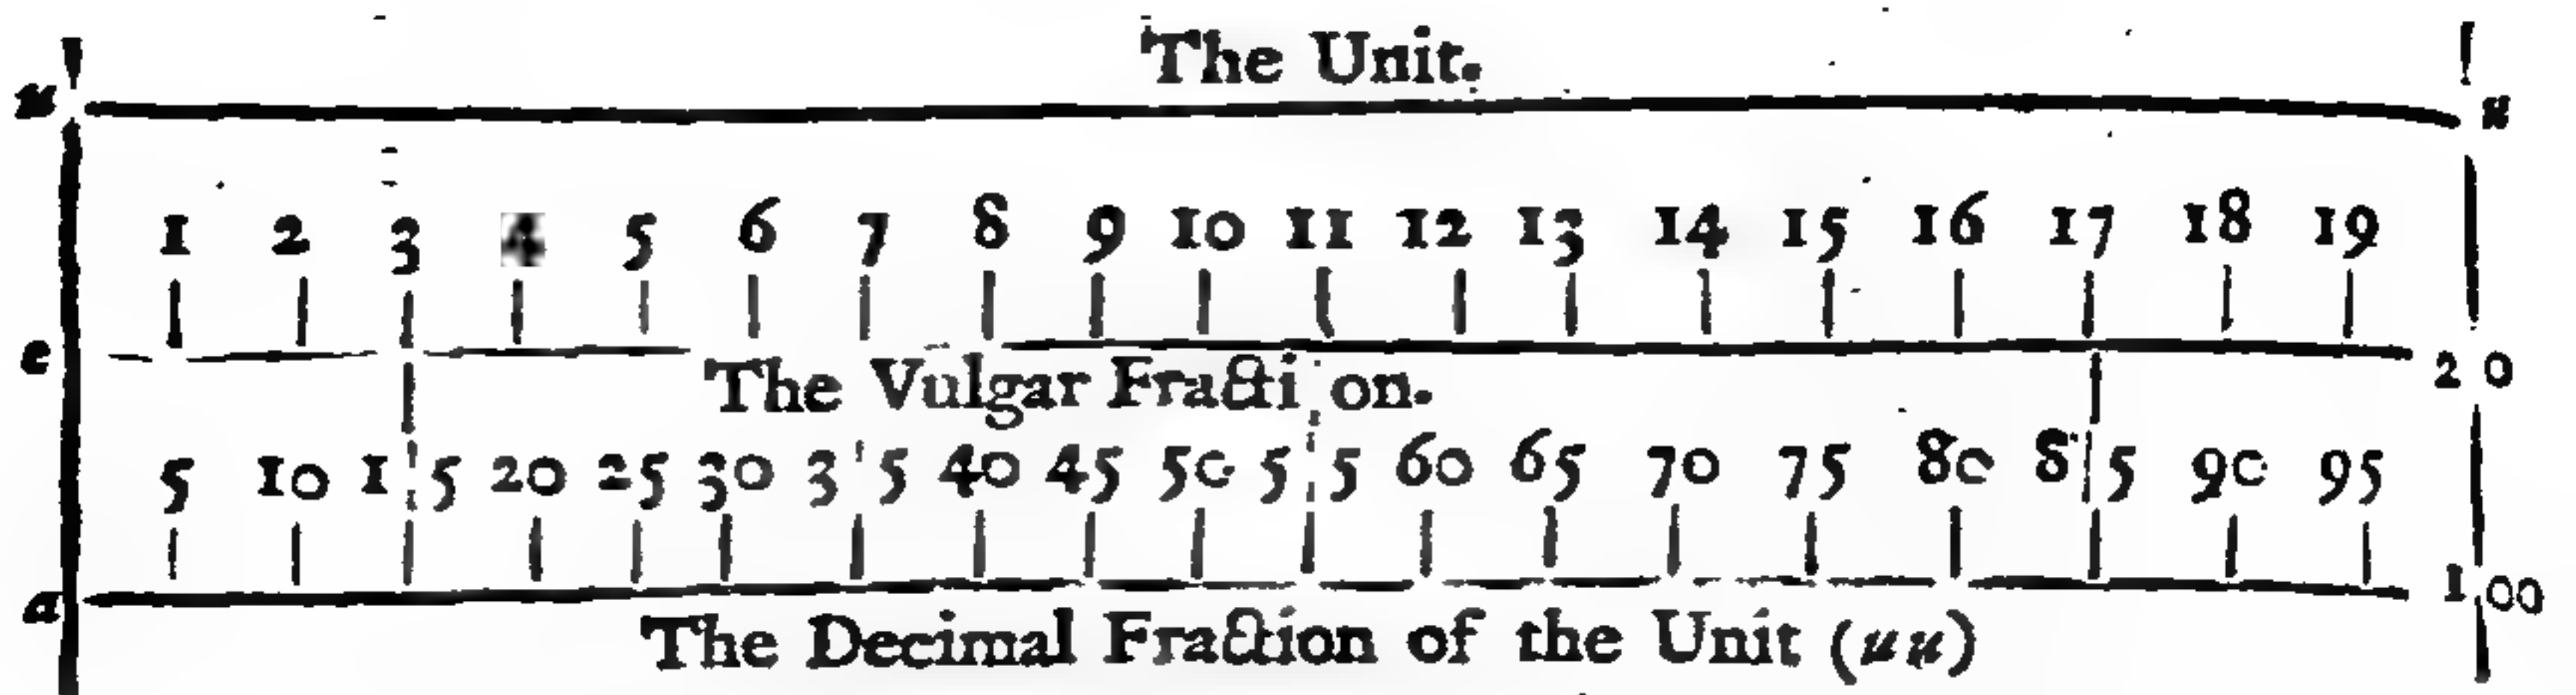 The Unit.
u u
1 2 3 4 5 6 7 8 9 10 11 12 13 14 15 16 17 18 19
e 20
The Vulgar Fraction.
5 10 15 20 25 30 35 40 45 50 55 60 65 70 75 80 85 90 95
a 100
The Decimal Fraction of the Unit (uu)